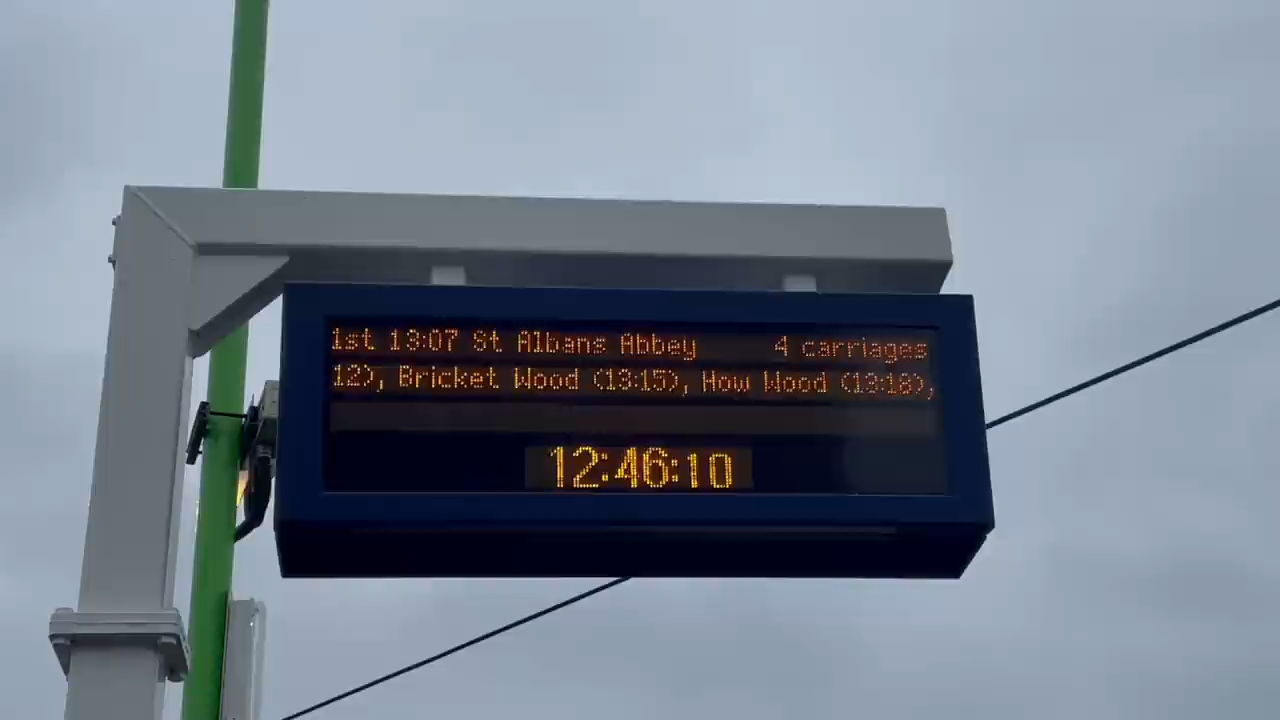 1st 13:07 St Albans Abbey 4 carriages
12), Bricket Wood (13:15), How Wood (13:18),
12:46:10